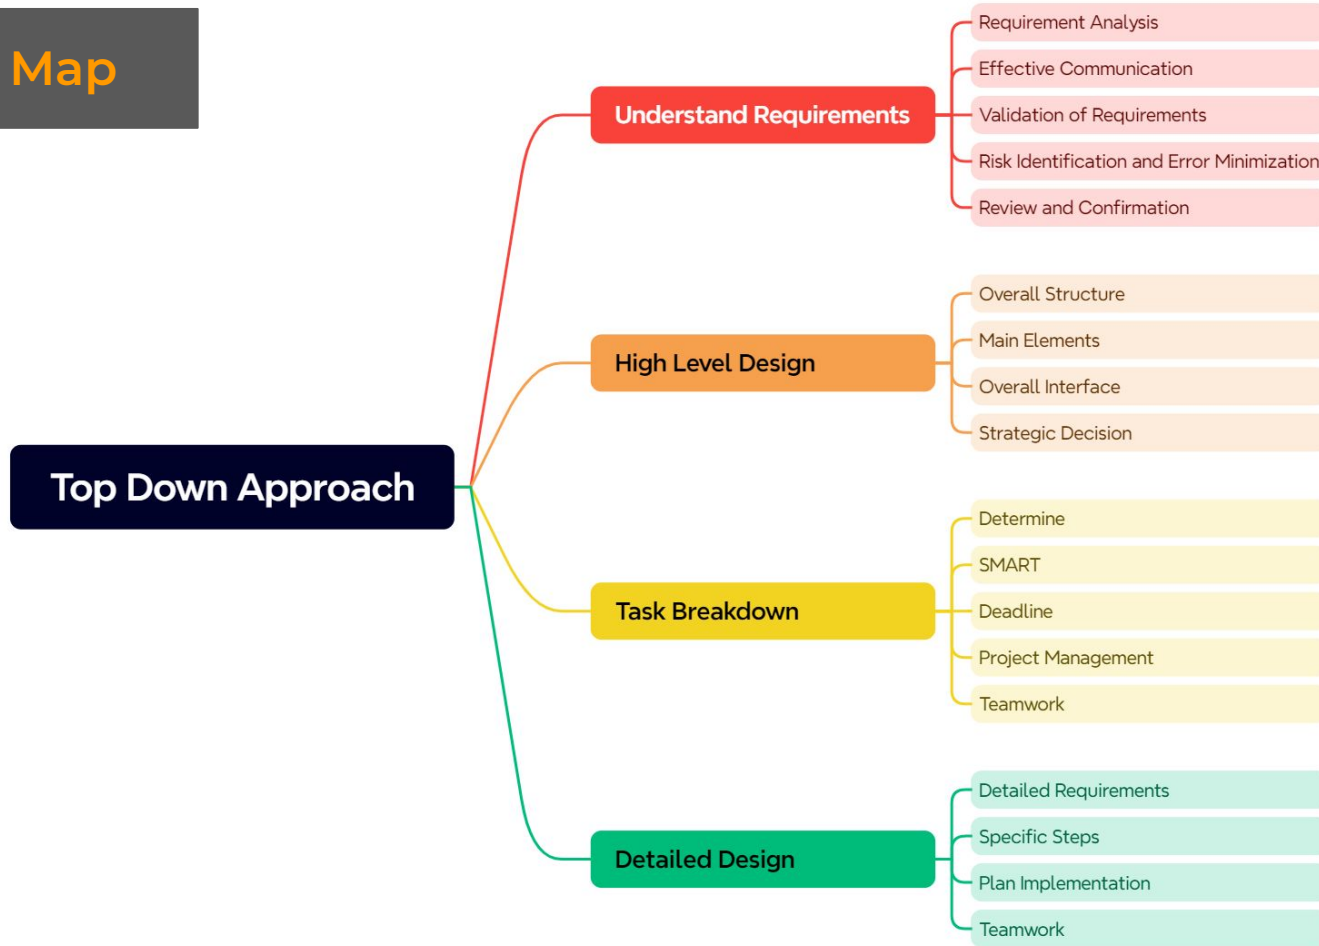 Map
Top Down Approach
Understand Requirements
Requirement Analysis
Effective Communication
Validation of Requirements
Risk Identification and Error Minimization
Review and Confirmation
High Level Design
Overall Structure
Main Elements
Overall Interface
Strategic Decision
Task Breakdown
Determine
SMART
Deadline
Project Management
Teamwork
Detailed Design
Detailed Requirements
Specific Steps
Plan Implementation
Teamwork